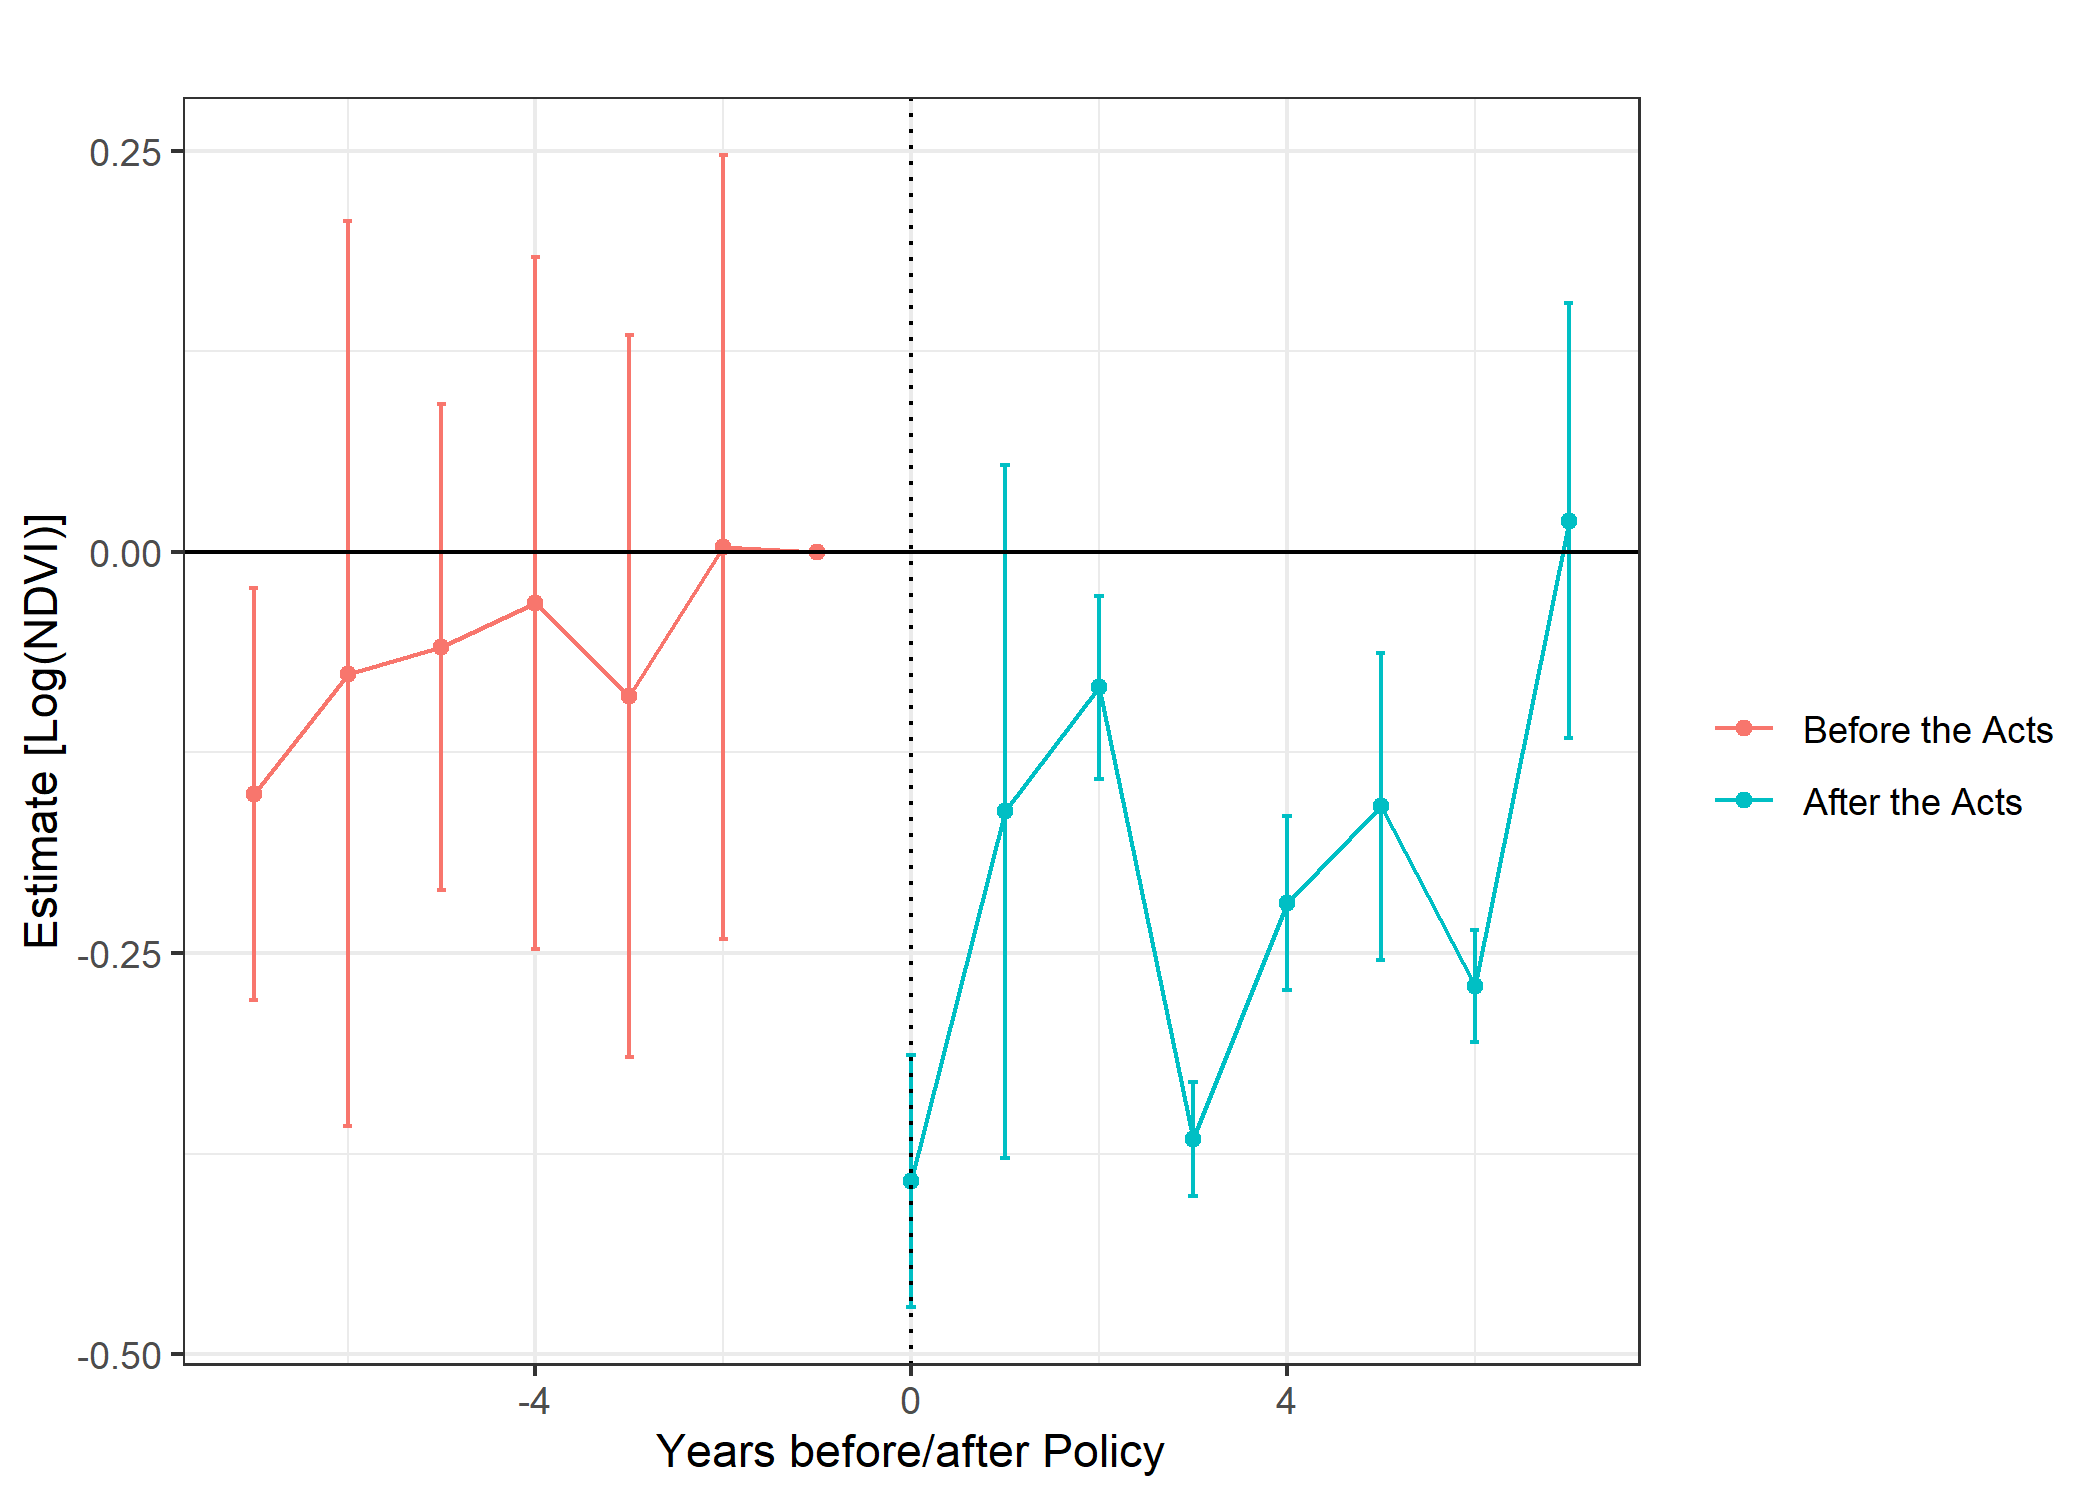 0.25
0.00
-0.25
-0.50
Estimate [Log(NDVI)]
-4
0
4
Years before/after Policy
Before the Acts
After the Acts